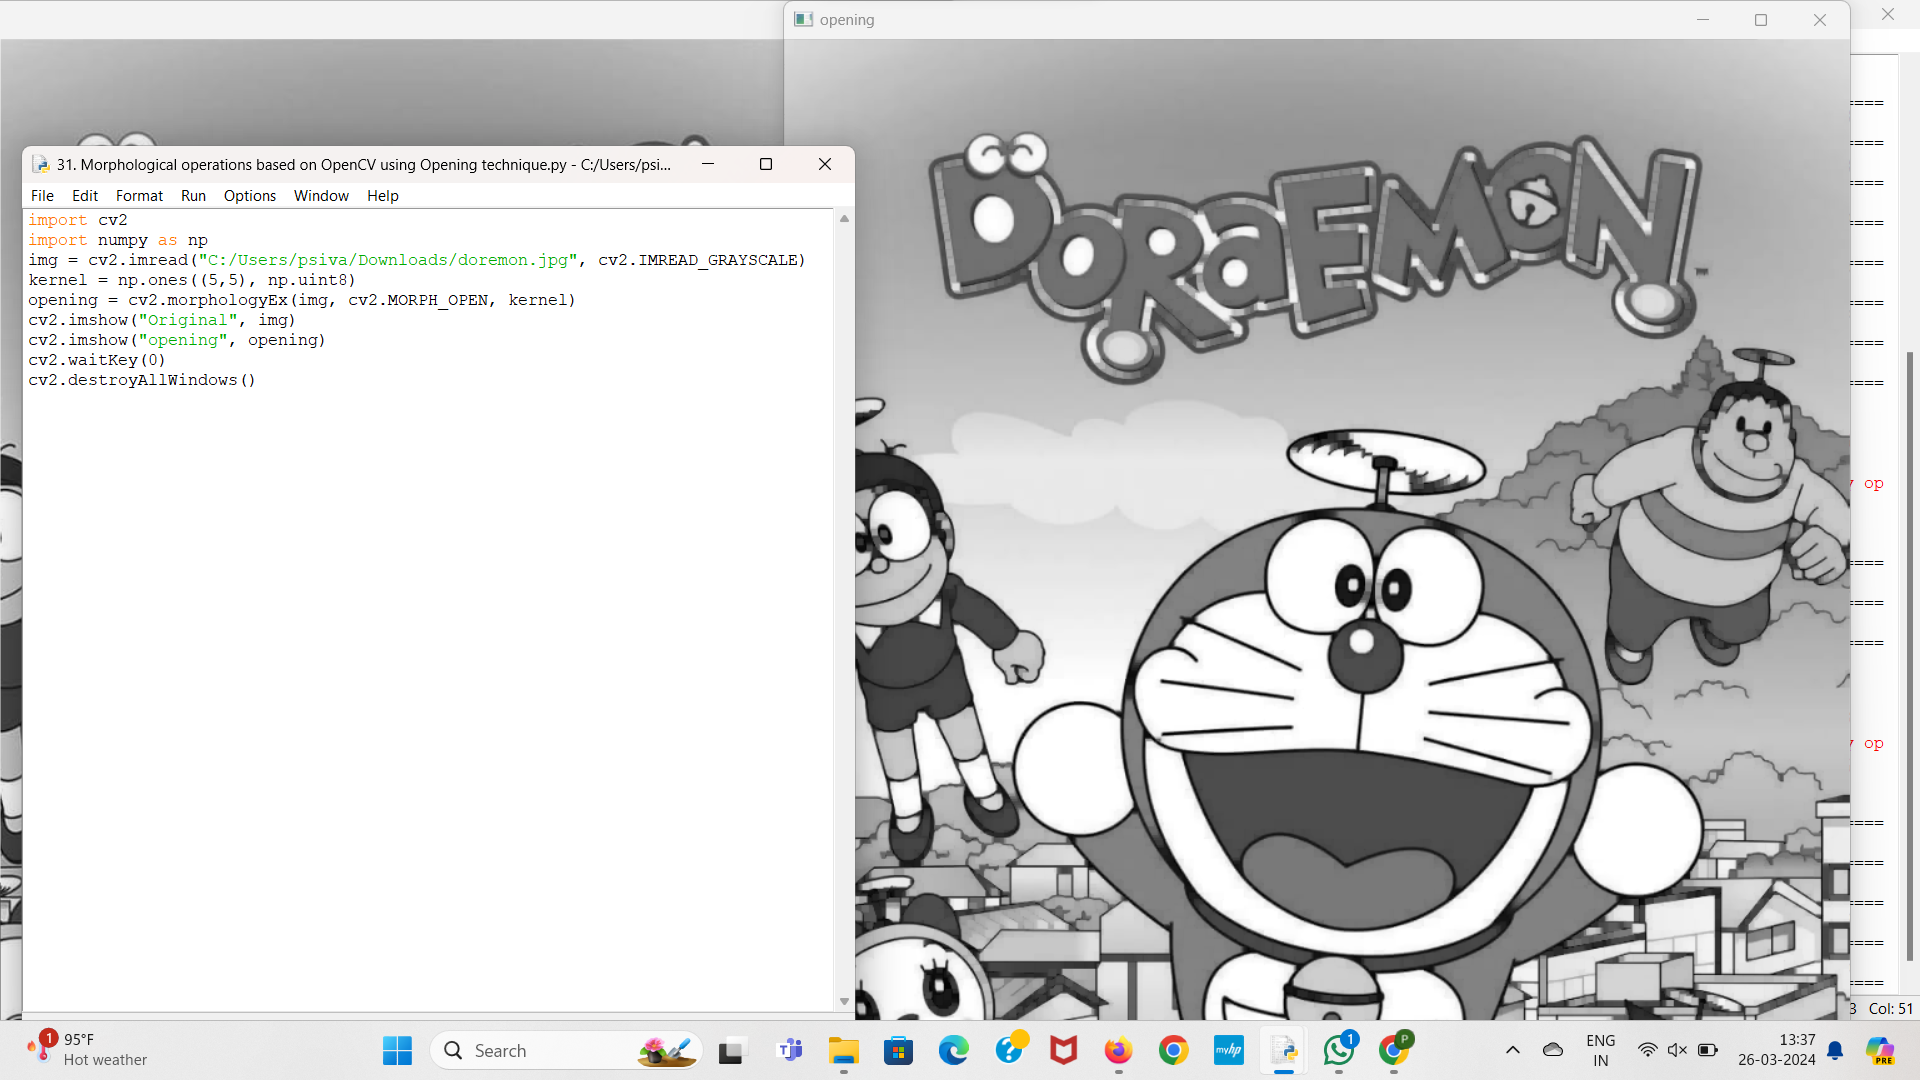 opening
31. Morphological operations based on OpenCV using Opening technique.py - C:/Users/psi...
File Edit Format Run Options Window Help
import cv2
import numpy as np
img = cv2.imread("C:/Users/psiva/Downloads/doremon.jpg", cv2.IMREAD_GRAYSCALE)
kernel = np.ones((5,5), np.uint8)
opening = cv2.morphologyEx(img, cv2.MORPH_OPEN, kernel)
cv2.imshow("Original", img)
cv2.imshow("opening", opening)
cv2.waitKey(0)
cv2.destroyAllWindows()
DORAEMON
====
====
====
====
====
====
====
====
op
====
====
====
op
====
====
====
====
====
3 Col: 51
1
95°F
Hot weather
Search
myhp
1
P
ENG
IN
13:37
26-03-2024
PRE